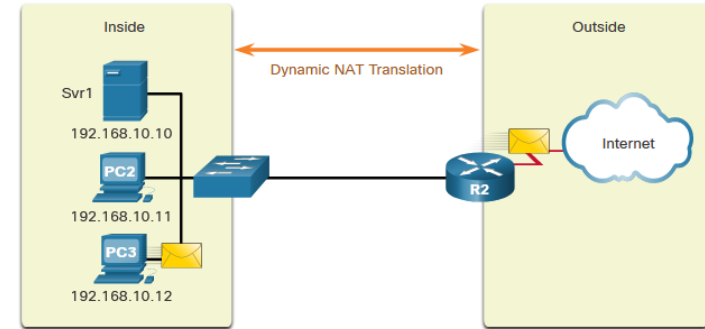 Inside
Outside
Dynamic NAT Translation
Svr1
192.168.10.10
Internet
PC2
R2
192.168.10.11
PC3
192.168.10.12